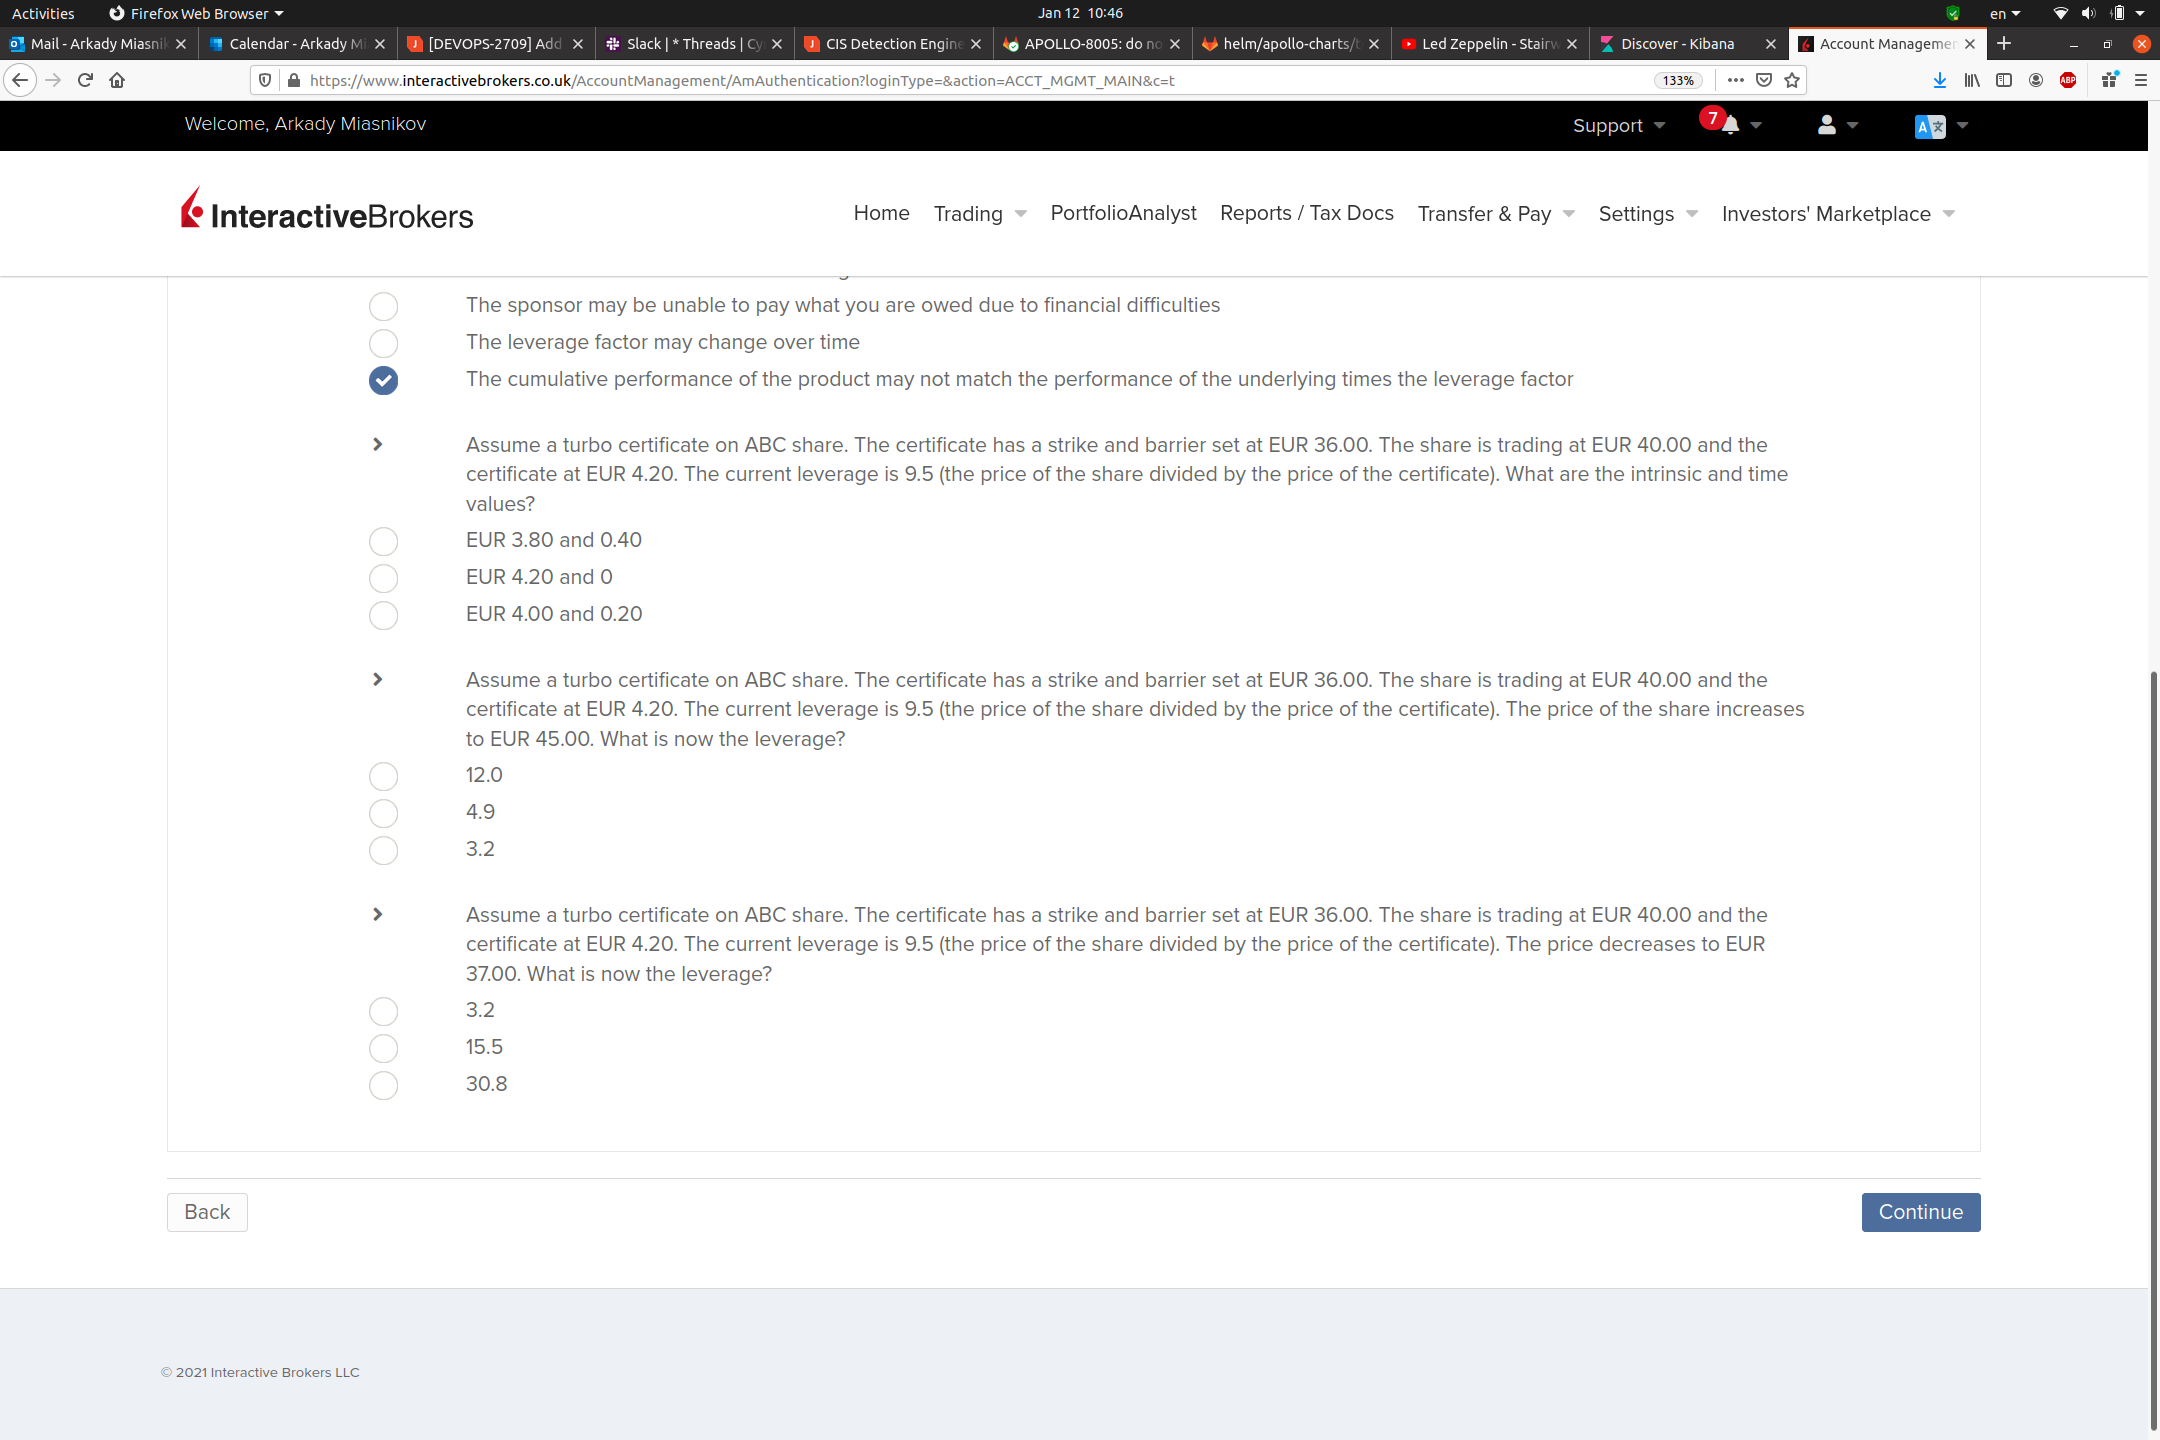 Activities
Firefox Web Browser
Jan 12 10:46
en
Mail - Arkady Miasnik
Calendar - Arkady M
[DEVOPS-2709] Add
Slack | * Threads | Cy
CIS Detection Engine
APOLLO-8005: do no
helm/apollo-charts/t
Led Zeppelin - Stairw
Discover - Kibana
Account Managemen
https://www.interactivebrokers.co.uk/AccountManagement/AmAuthentication?loginType=&action=ACCT_MGMT_MAIN&c=t
133%
ABP
Welcome, Arkady Miasnikov
Support
7
InteractiveBrokers
Home
Trading
PortfolioAnalyst
Reports / Tax Docs
Transfer & Pay
Settings
Investors' Marketplace
The sponsor may be unable to pay what you are owed due to financial difficulties
The leverage factor may change over time
The cumulative performance of the product may not match the performance of the underlying times the leverage factor
Assume a turbo certificate on ABC share. The certificate has a strike and barrier set at EUR 36.00. The share is trading at EUR 40.00 and the
certificate at EUR 4.20. The current leverage is 9.5 (the price of the share divided by the price of the certificate). What are the intrinsic and time
values?
EUR 3.80 and 0.40
EUR 4.20 and 0
EUR 4.00 and 0.20
Assume a turbo certificate on ABC share. The certificate has a strike and barrier set at EUR 36.00. The share is trading at EUR 40.00 and the
certificate at EUR 4.20. The current leverage is 9.5 (the price of the share divided by the price of the certificate). The price of the share increases
to EUR 45.00. What is now the leverage?
12.0
4.9
3.2
Assume a turbo certificate on ABC share. The certificate has a strike and barrier set at EUR 36.00. The share is trading at EUR 40.00 and the
certificate at EUR 4.20. The current leverage is 9.5 (the price of the share divided by the price of the certificate). The price decreases to EUR
37.00. What is now the leverage?
3.2
15.5
30.8
Back
Continue
© 2021 Interactive Brokers LLC